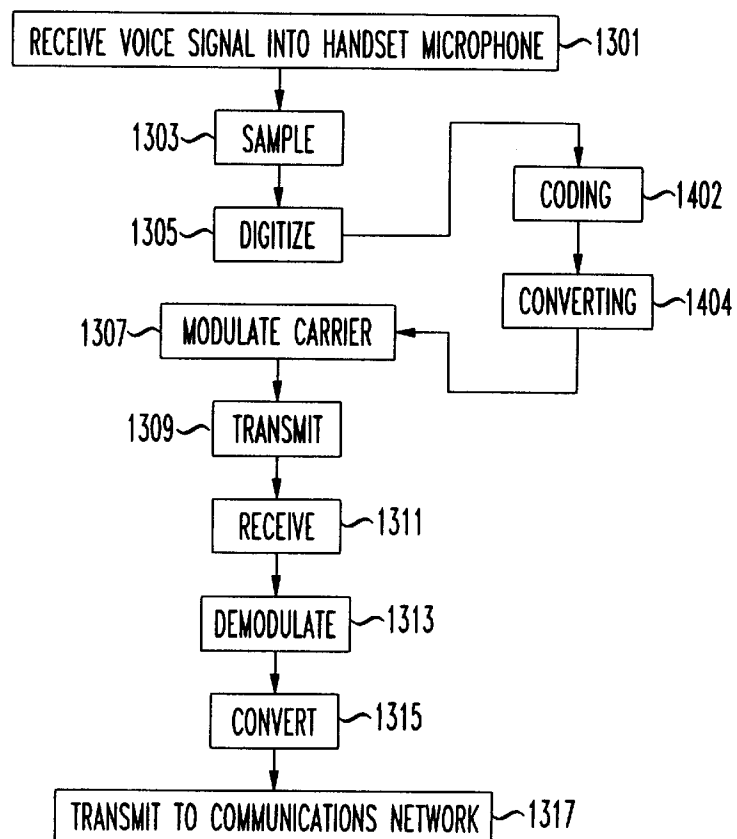 RECEIVE VOICE SIGNAL INTO HANDSET MICROPHONE 1301
1303 SAMPLE
1305 DIGITIZE
CODING 1402
CONVERTING 1404
1307 MODULATE CARRIER
1309 TRANSMIT
RECEIVE 1311
DEMODULATE 1313
CONVERT 1315
TRANSMIT TO COMMUNICATIONS NETWORK 1317